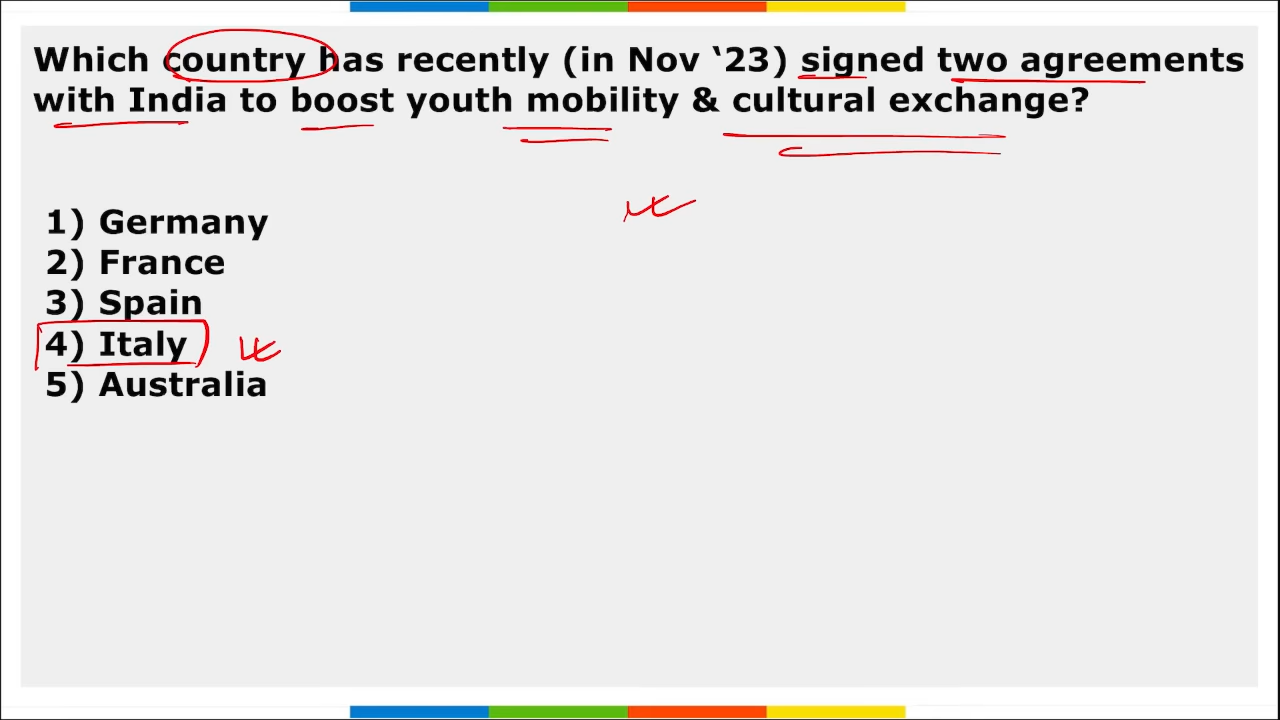 Which country has recently (in Nov ‘23) signed two agreements
with India to boost youth mobility & cultural exchange?
1) Germany
2) France
3) Spain
4) Italy
5) Australia